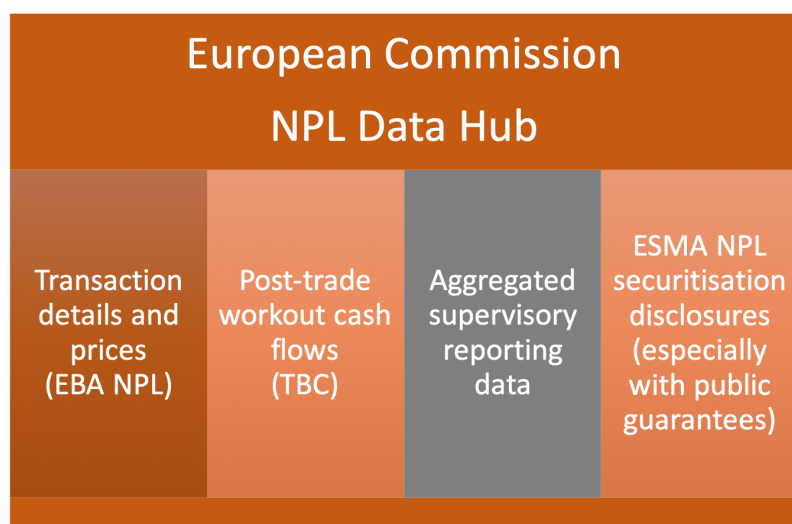 European Commission
NPL Data Hub
Transaction
details and
prices
(EBA NPL)
Post-trade
workout cash
flows
(TBC)
Aggregated
supervisory
reporting
data
ESMA NPL
securitisation
disclosures
(especially
with public
guarantees)